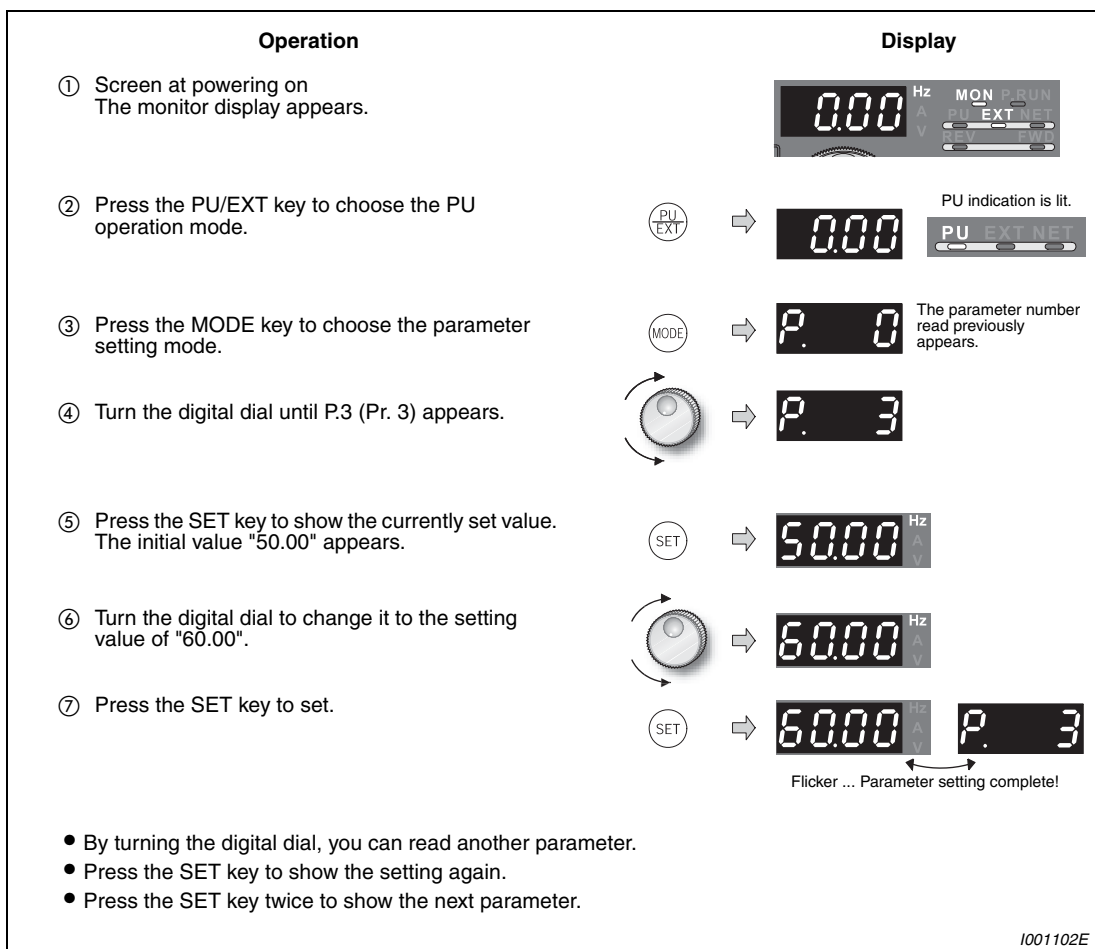 Operation
Display
① Screen at powering on
The monitor display appears.
0.00 Hz A V MON P.RUN
PU EXT NET
REV FWD
② Press the PU/EXT key to choose the PU
operation mode.
PU
EXT
0.00
PU indication is lit.
PU EXT NET
③ Press the MODE key to choose the parameter
setting mode.
MODE
P. 0
The parameter number
read previously
appears.
④ Turn the digital dial until P.3 (Pr. 3) appears.
P. 3
⑤ Press the SET key to show the currently set value.
The initial value "50.00" appears.
SET
50.00 Hz
A
V
⑥ Turn the digital dial to change it to the setting
value of "60.00".
60.00 Hz
A
V
⑦ Press the SET key to set.
SET
60.00 Hz
A
V
P. 3
Flicker ... Parameter setting complete!
• By turning the digital dial, you can read another parameter.
• Press the SET key to show the setting again.
• Press the SET key twice to show the next parameter.
I001102E